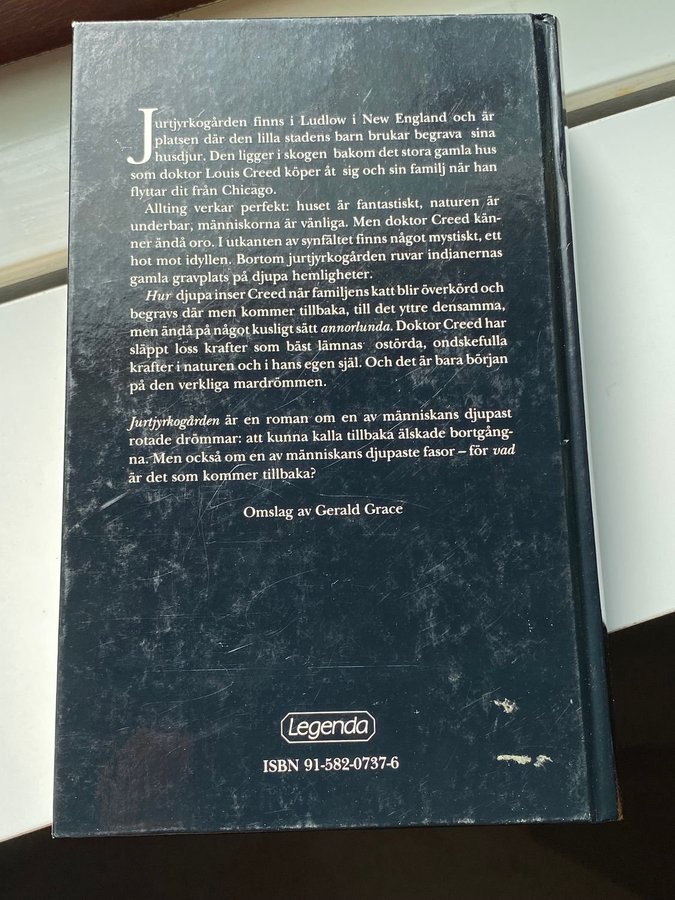 Jurtjyrkogården finns i Ludlow i New England och är
platsen där den lilla stadens barn brukar begrava sina
husdjur. Den ligger i skogen bakom det stora gamla hus
som doktor Louis Creed köper åt sig och sin familj när han
flyttar dit från Chicago.
Allting verkar perfekt: huset är fantastiskt, naturen är
underbar, människorna är vänliga. Men doktor Creed kän-
ner ändå oro. I utkanten av synfältet finns något mystiskt, ett
hot mot idyllen. Bortom jurtjyrkogården ruvar indianernas
gamla gravplats på djupa hemligheter.
Hur djupa inser Creed när familjens katt blir överkörd och
begravs där men kommer tillbaka, till det yttre densamma,
men ändå på något kusligt sätt annorlunda. Doktor Creed har
släppt loss krafter som bäst lämnas ostörda, ondskefulla
krafter i naturen och i hans egen själ. Och det är bara början
på den verkliga mardrömmen.
Jurtjyrkogården är en roman om en av människans djupast
rotade drömmar: att kunna kalla tillbaka älskade bortgång-
na. Men också om en av människans djupaste fasor – för vad
är det som kommer tillbaka?
Omslag av Gerald Grace
Legenda
ISBN 91-582-0737-6